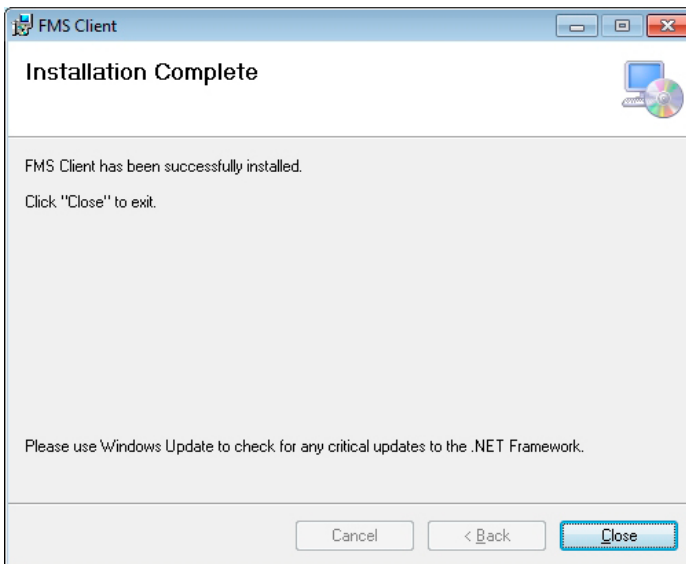 FMS Client
Installation Complete
FMS Client has been successfully installed.
Click "Close" to exit.
Please use Windows Update to check for any critical updates to the .NET Framework.
Cancel
< Back
Close